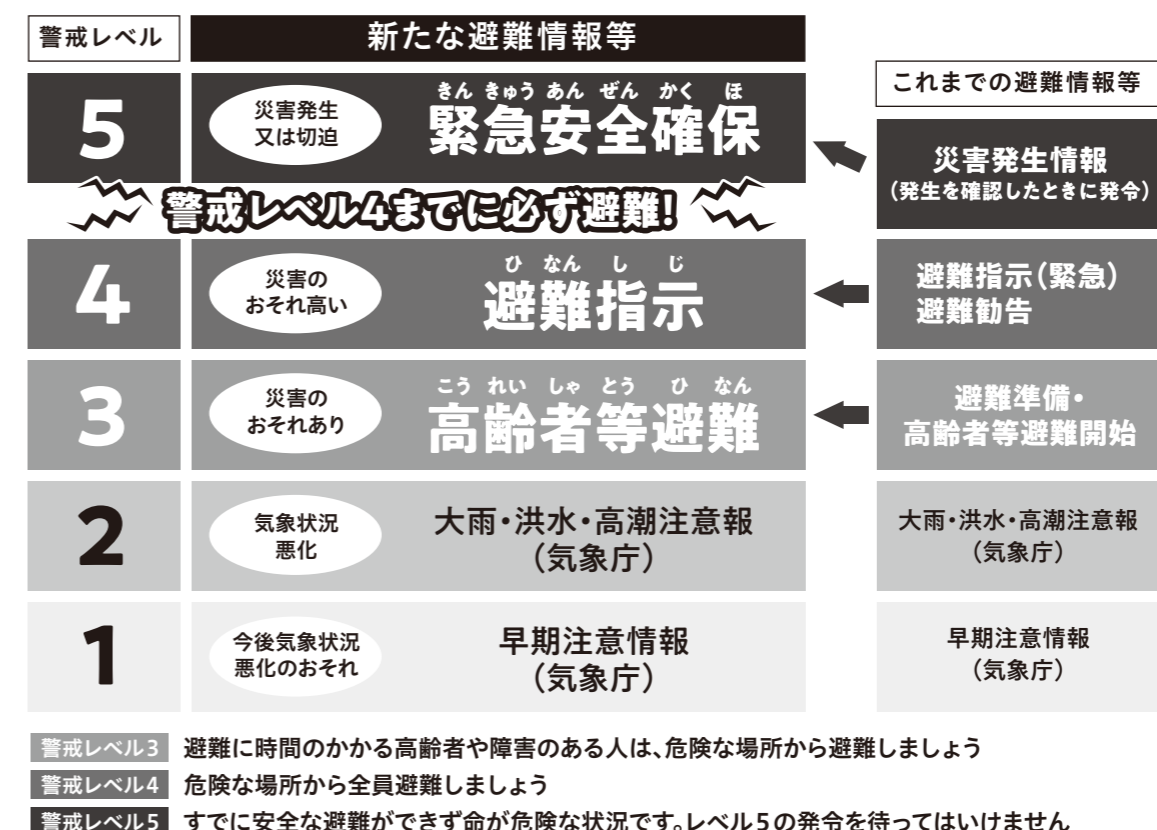 警戒レベル
新たな避難情報等
これまでの避難情報等
5
災害発生
又は切迫
きんきゅうあんぜんかくほ
緊急安全確保
災害発生情報
(発生を確認したときに発令)
警戒レベル4までに必ず避難!
4
災害の
おそれ高い
ひなんしじ
避難指示
避難指示(緊急)
避難勧告
3
災害の
おそれあり
こうれいしゃとうひなん
高齢者等避難
避難準備・
高齢者等避難開始
2
気象状況
悪化
大雨・洪水・高潮注意報
(気象庁)
大雨・洪水・高潮注意報
(気象庁)
1
今後気象状況
悪化のおそれ
早期注意情報
(気象庁)
早期注意情報
(気象庁)
警戒レベル3 避難に時間のかかる高齢者や障害のある人は、危険な場所から避難しましょう
警戒レベル4 危険な場所から全員避難しましょう
警戒レベル5 すでに安全な避難ができず命が危険な状況です。レベル5の発令を待ってはいけません